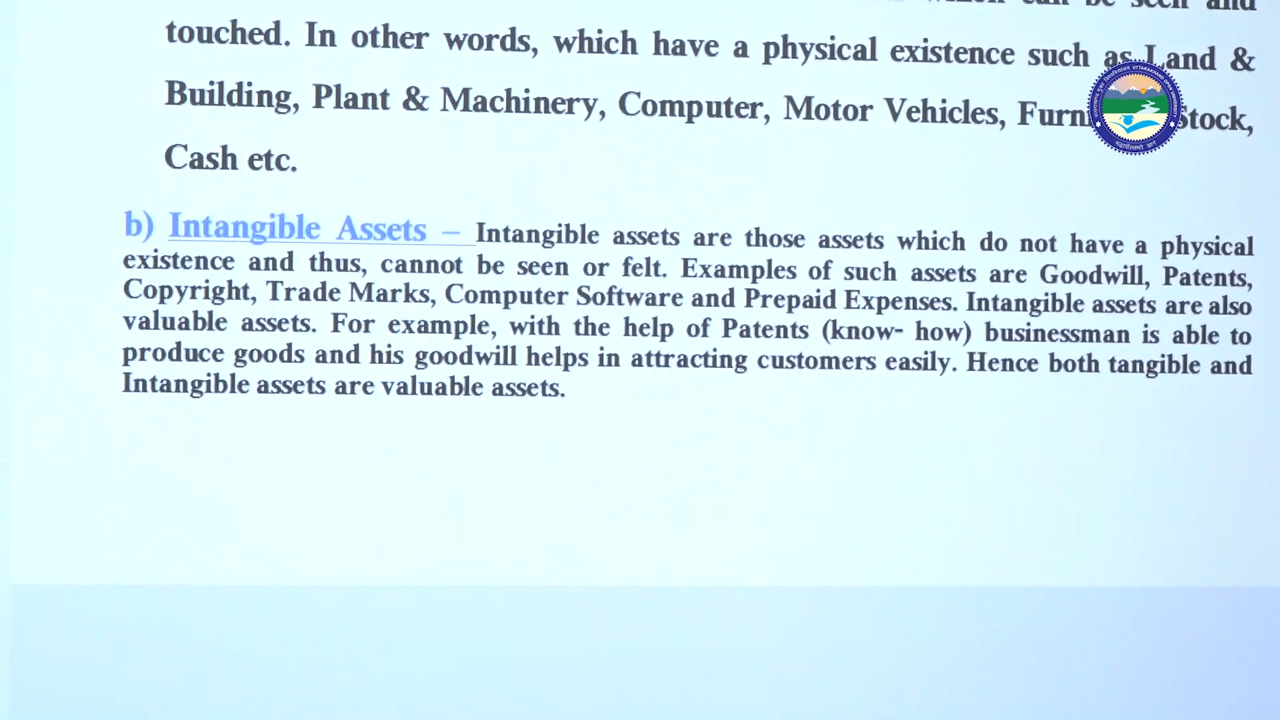 can be seen and
touched. In other words, which have a physical existence such as Land &
Building, Plant & Machinery, Computer, Motor Vehicles, Stock,
Cash etc.
b) Intangible Assets – Intangible assets are those assets which do not have a physical
existence and thus, cannot be seen or felt. Examples of such assets are Goodwill, Patents,
Copyright, Trade Marks, Computer Software and Prepaid Expenses. Intangible assets are also
valuable assets. For example, with the help of Patents (know- how) businessman is able to
produce goods and his goodwill helps in attracting customers easily. Hence both tangible and
Intangible assets are valuable assets.